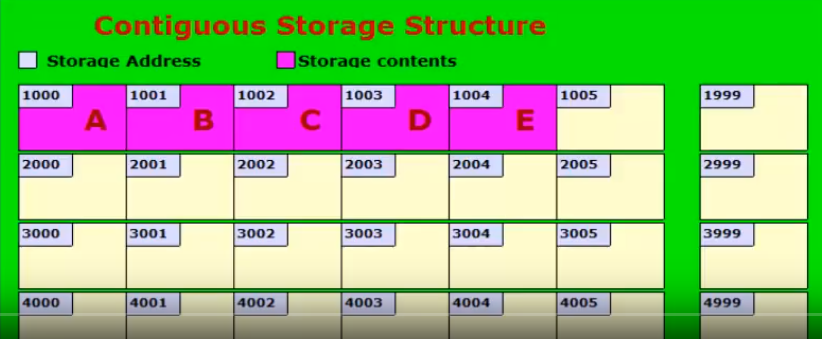 Contiguous Storage Structure
Storage Address Storage contents
1000 1001 1002 1003 1004 1005 1999
A B C D E
2000 2001 2002 2003 2004 2005 2999
3000 3001 3002 3003 3004 3005 3999
4000 4001 4002 4003 4004 4005 4999